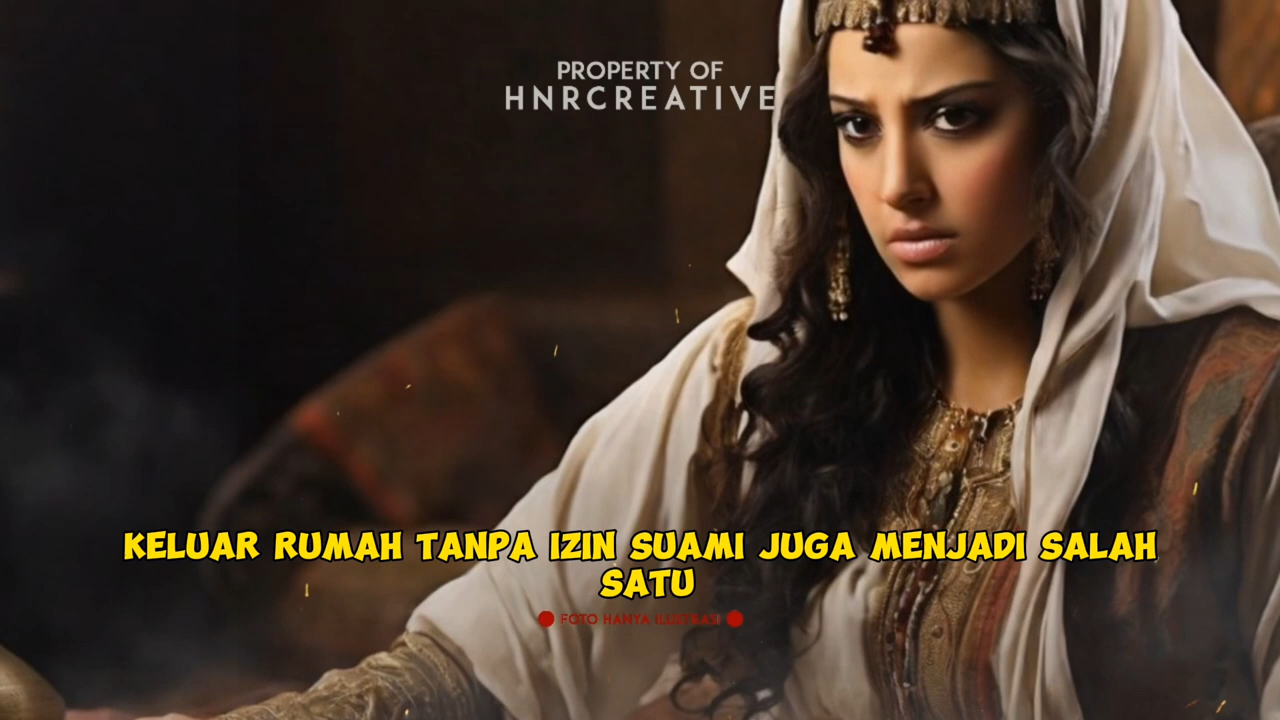 PROPERTY OF
HNRCREATIVE
KELUAR RUMAH TANPA IZIN SUAMI JUGA MENJADI SALAH
SATU
FOTO HANYA ILUSTRASI